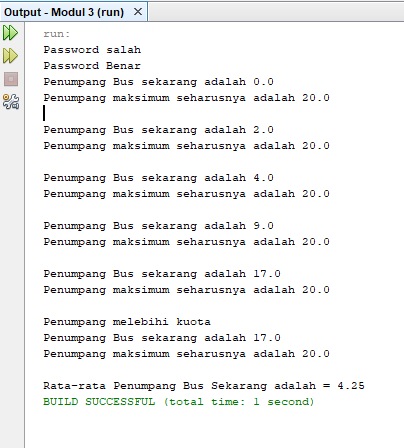 Output - Modul 3 (run)
run:
Password salah
Password Benar
Penumpang Bus sekarang adalah 0.0
Penumpang maksimum seharusnya adalah 20.0
Penumpang Bus sekarang adalah 2.0
Penumpang maksimum seharusnya adalah 20.0
Penumpang Bus sekarang adalah 4.0
Penumpang maksimum seharusnya adalah 20.0
Penumpang Bus sekarang adalah 9.0
Penumpang maksimum seharusnya adalah 20.0
Penumpang Bus sekarang adalah 17.0
Penumpang maksimum seharusnya adalah 20.0
Penumpang melebihi kuota
Penumpang Bus sekarang adalah 17.0
Penumpang maksimum seharusnya adalah 20.0
Rata-rata Penumpang Bus Sekarang adalah = 4.25
BUILD SUCCESSFUL (total time: 1 second)